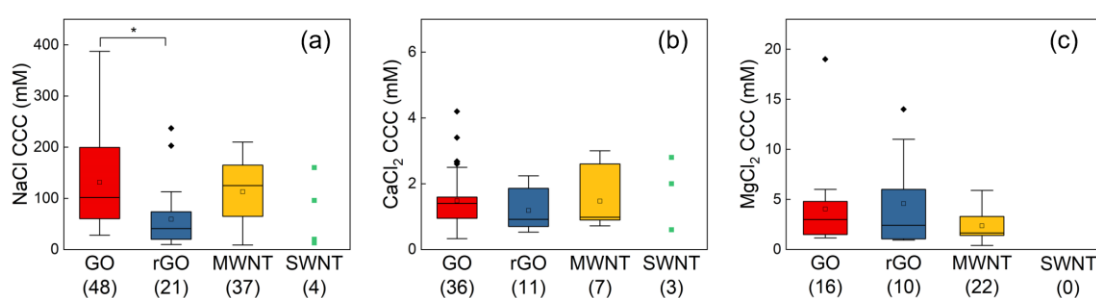 (a)
*
NaCl CCC (mM)
400
300
200
100
0
GO rGO MWNT SWNT
(48) (21) (37) (4)
(b)
CaCl₂ CCC (mM)
6
4
2
0
GO rGO MWNT SWNT
(36) (11) (7) (3)
(c)
MgCl₂ CCC (mM)
20
15
10
5
0
GO rGO MWNT SWNT
(16) (10) (22) (0)